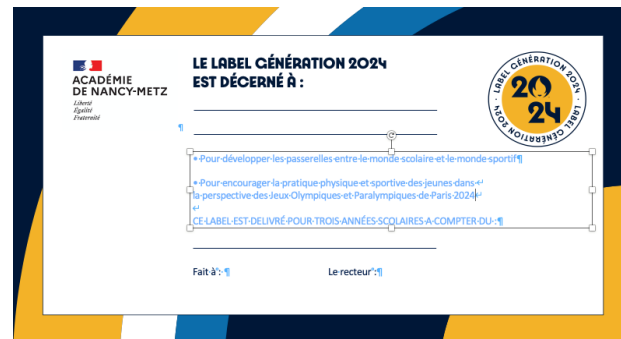 ACADÉMIE
DE NANCY-METZ
Liberté
Égalité
Fraternité
LE LABEL GÉNÉRATION 2024
EST DÉCERNÉ À :
LABEL GÉNÉRATION 2024 · LABEL GÉNÉRATION 2024 ·
20
24
¶
• Pour·développer·les·passerelles·entre·le·monde·scolaire·et·le·monde·sportif¶
• Pour·encourager·la·pratique·physique·et·sportive·des·jeunes·dans·↵
la·perspective·des·Jeux·Olympiques·et·Paralympiques·de·Paris·2024↵
↵
CE·LABEL·EST·DELIVRÉ·POUR·TROIS·ANNÉES·SCOLAIRES·A·COMPTER·DU·:¶
Fait·à°:·¶
Le·recteur°:¶